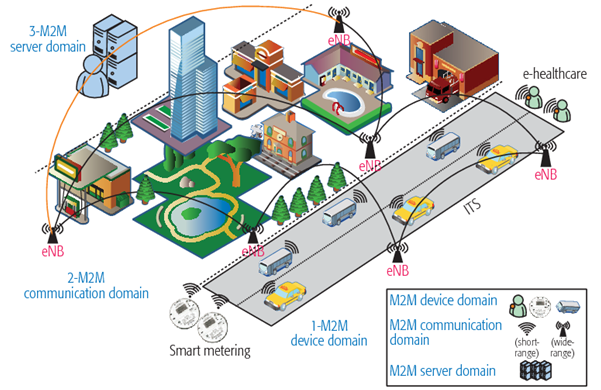 3-M2M
server domain
eNB
e-healthcare
eNB
eNB
ITS
eNB
eNB
eNB
2-M2M
communication domain
Smart metering
1-M2M
device domain
M2M device domain
M2M communication
domain
(short-
range)
(wide-
range)
M2M server domain